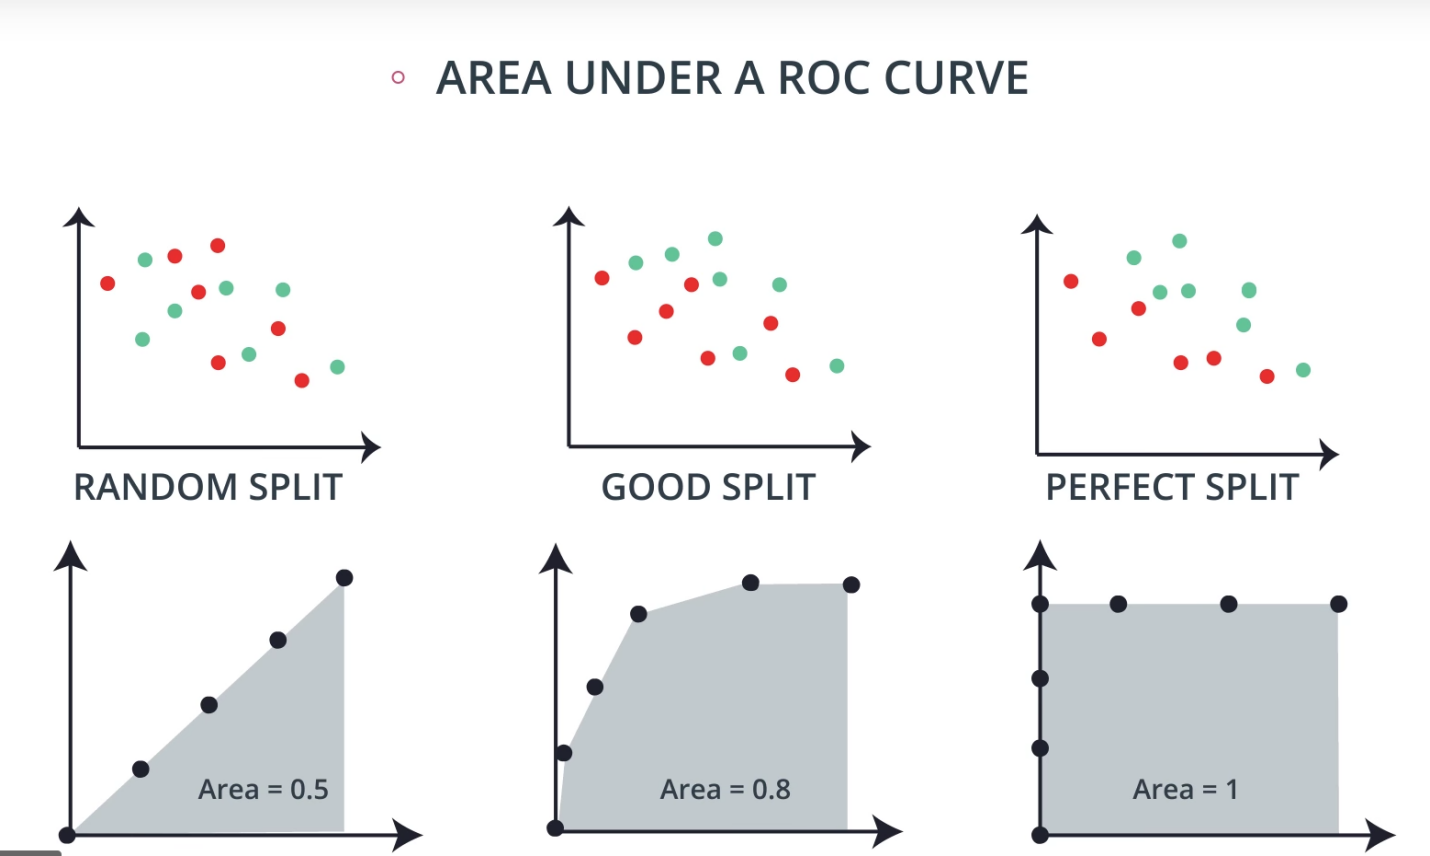 AREA UNDER A ROC CURVE
RANDOM SPLIT
GOOD SPLIT
PERFECT SPLIT
Area = 0.5
Area = 0.8
Area = 1